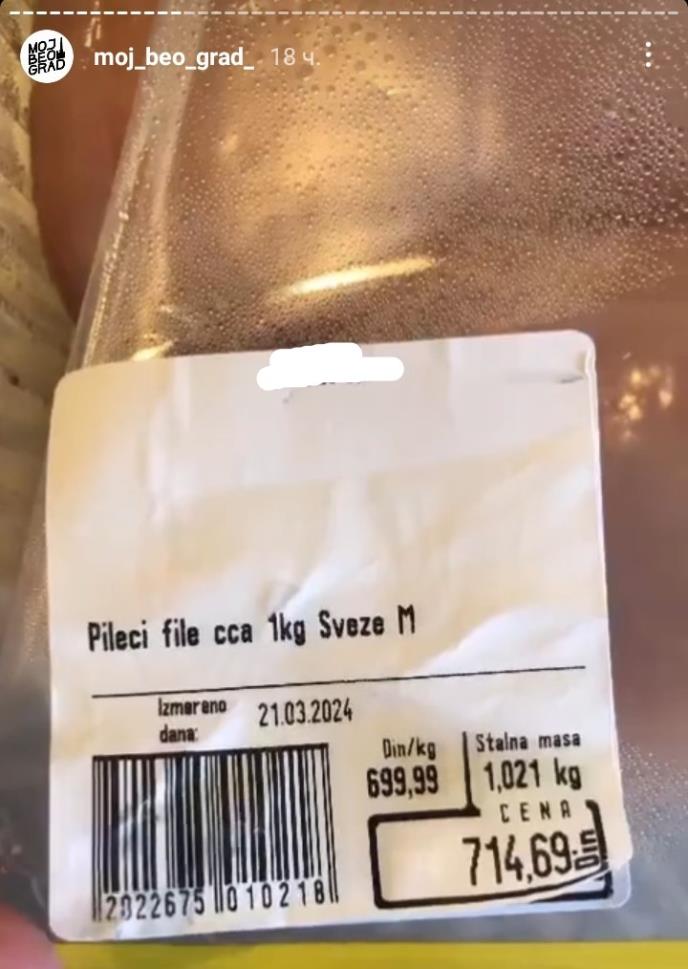 MOJ
BEO
GRAD
moj_beo_grad_ 18 ч.
Pileci file cca 1kg Sveze M
Izmereno
dana:
21.03.2024
Din/kg
699,99
Stalna masa
1,021 kg
CENA
714,69 Din
2022675 010218